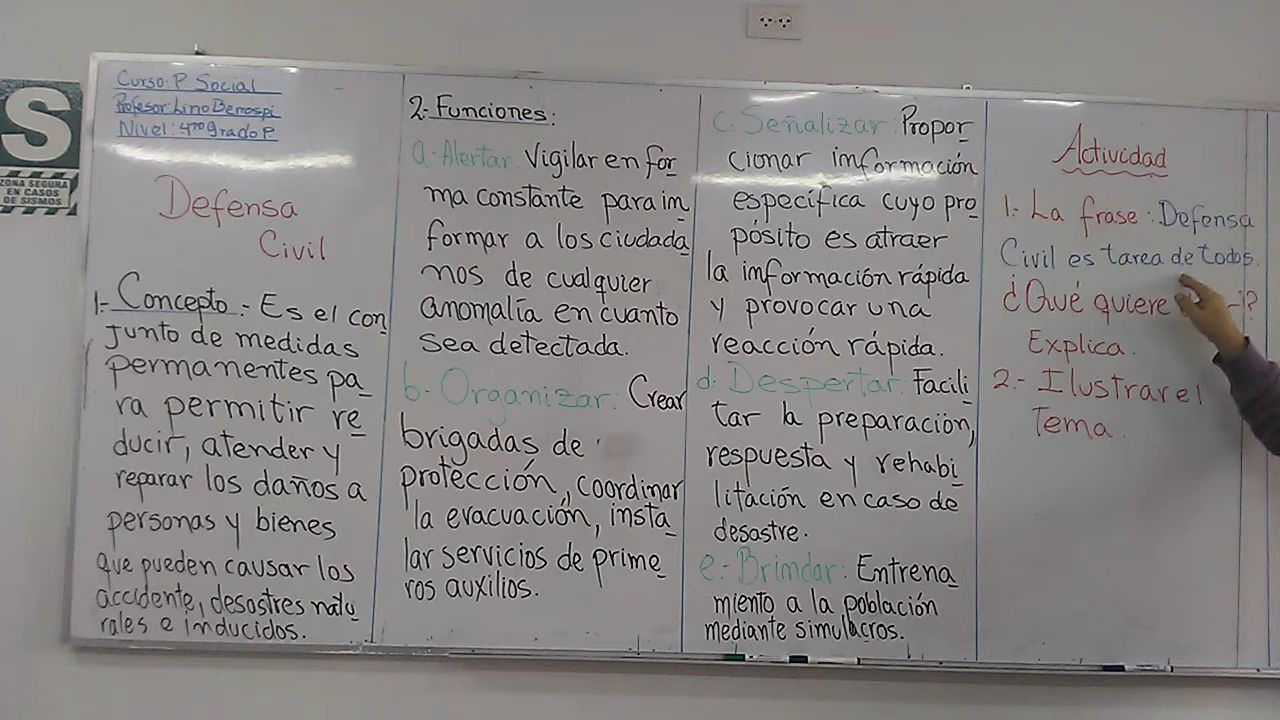 S
ZONA SEGURA
EN CASOS
DE SISMOS
Curso: P. Social
Profesor: Lino Berrospi
Nivel: 4to grado P.
Defensa
Civil
1.- Concepto.- Es el con
junto de medidas
permanentes pa
ra permitir re
ducir, atender y
reparar los daños a
personas y bienes
que pueden causar los
accidente, desastres natu
rales e inducidos.
2.- Funciones:
a.- Alertar. Vigilar en for
ma constante para in
formar a los ciudada
nos de cualquier
anomalía en cuanto
sea detectada.
b.- Organizar: Crear
brigadas de
protección, coordinar
la evacuación, insta
lar servicios de prime
ros auxilios.
c. Señalizar: Propor
cionar información
específica cuyo pro
pósito es atraer
la información rápida
y provocar una
reacción rápida.
d.- Despertar: Facili
tar la preparación,
respuesta y rehabi
litación en caso de
desastre.
e.- Brindar: Entrena
miento a la población
mediante simulacros.
Actividad
1.- La frase: Defensa
Civil es tarea de todos.
¿Qué quiere
Explica.
2.- Ilustrar el
Tema.